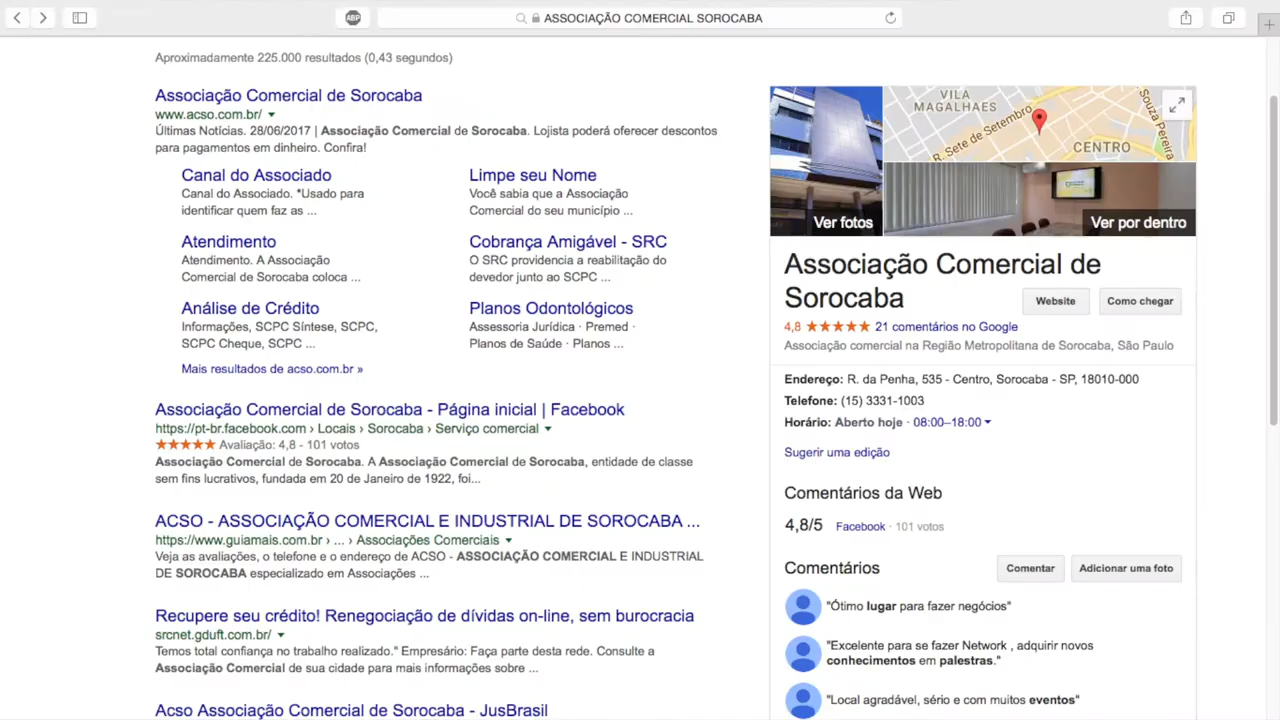 ABP
ASSOCIAÇÃO COMERCIAL SOROCABA
Aproximadamente 225.000 resultados (0,43 segundos)
Associação Comercial de Sorocaba
www.acso.com.br/
Últimas Notícias. 28/06/2017 | Associação Comercial de Sorocaba. Lojista poderá oferecer descontos
para pagamentos em dinheiro. Confira!
Canal do Associado
Canal do Associado. *Usado para
identificar quem faz as ...
Limpe seu Nome
Você sabia que a Associação
Comercial do seu município ...
Atendimento
Atendimento. A Associação
Comercial de Sorocaba coloca ...
Cobrança Amigável - SRC
O SRC providencia a reabilitação do
devedor junto ao SCPC ...
Análise de Crédito
Informações, SCPC Síntese, SCPC,
SCPC Cheque, SCPC ...
Planos Odontológicos
Assessoria Jurídica · Premed ·
Planos de Saúde · Planos ...
Mais resultados de acso.com.br »
Associação Comercial de Sorocaba - Página inicial | Facebook
https://pt-br.facebook.com › Locais › Sorocaba › Serviço comercial
Avaliação: 4,8 - 101 votos
Associação Comercial de Sorocaba. A Associação Comercial de Sorocaba, entidade de classe
sem fins lucrativos, fundada em 20 de Janeiro de 1922, foi...
ACSO - ASSOCIAÇÃO COMERCIAL E INDUSTRIAL DE SOROCABA ...
https://www.guiamais.com.br › ... › Associações Comerciais
Veja as avaliações, o telefone e o endereço de ACSO - ASSOCIAÇÃO COMERCIAL E INDUSTRIAL
DE SOROCABA especializado em Associações ...
Recupere seu crédito! Renegociação de dívidas on-line, sem burocracia
srcnet.gduft.com.br/
Temos total confiança no trabalho realizado." Empresário: Faça parte desta rede. Consulte a
Associação Comercial de sua cidade para mais informações sobre ...
Acso Associação Comercial de Sorocaba - JusBrasil
VILA
MAGALHAES
R. Sete de Setembro
Souza Pereira
CENTRO
Ver fotos
Ver por dentro
Associação Comercial de
Sorocaba
Website
Como chegar
4,8 21 comentários no Google
Associação comercial na Região Metropolitana de Sorocaba, São Paulo
Endereço: R. da Penha, 535 - Centro, Sorocaba - SP, 18010-000
Telefone: (15) 3331-1003
Horário: Aberto hoje · 08:00–18:00
Sugerir uma edição
Comentários da Web
4,8/5 Facebook · 101 votos
Comentários
Comentar
Adicionar uma foto
"Ótimo lugar para fazer negócios"
"Excelente para se fazer Network , adquirir novos
conhecimentos em palestras."
"Local agradável, sério e com muitos eventos"